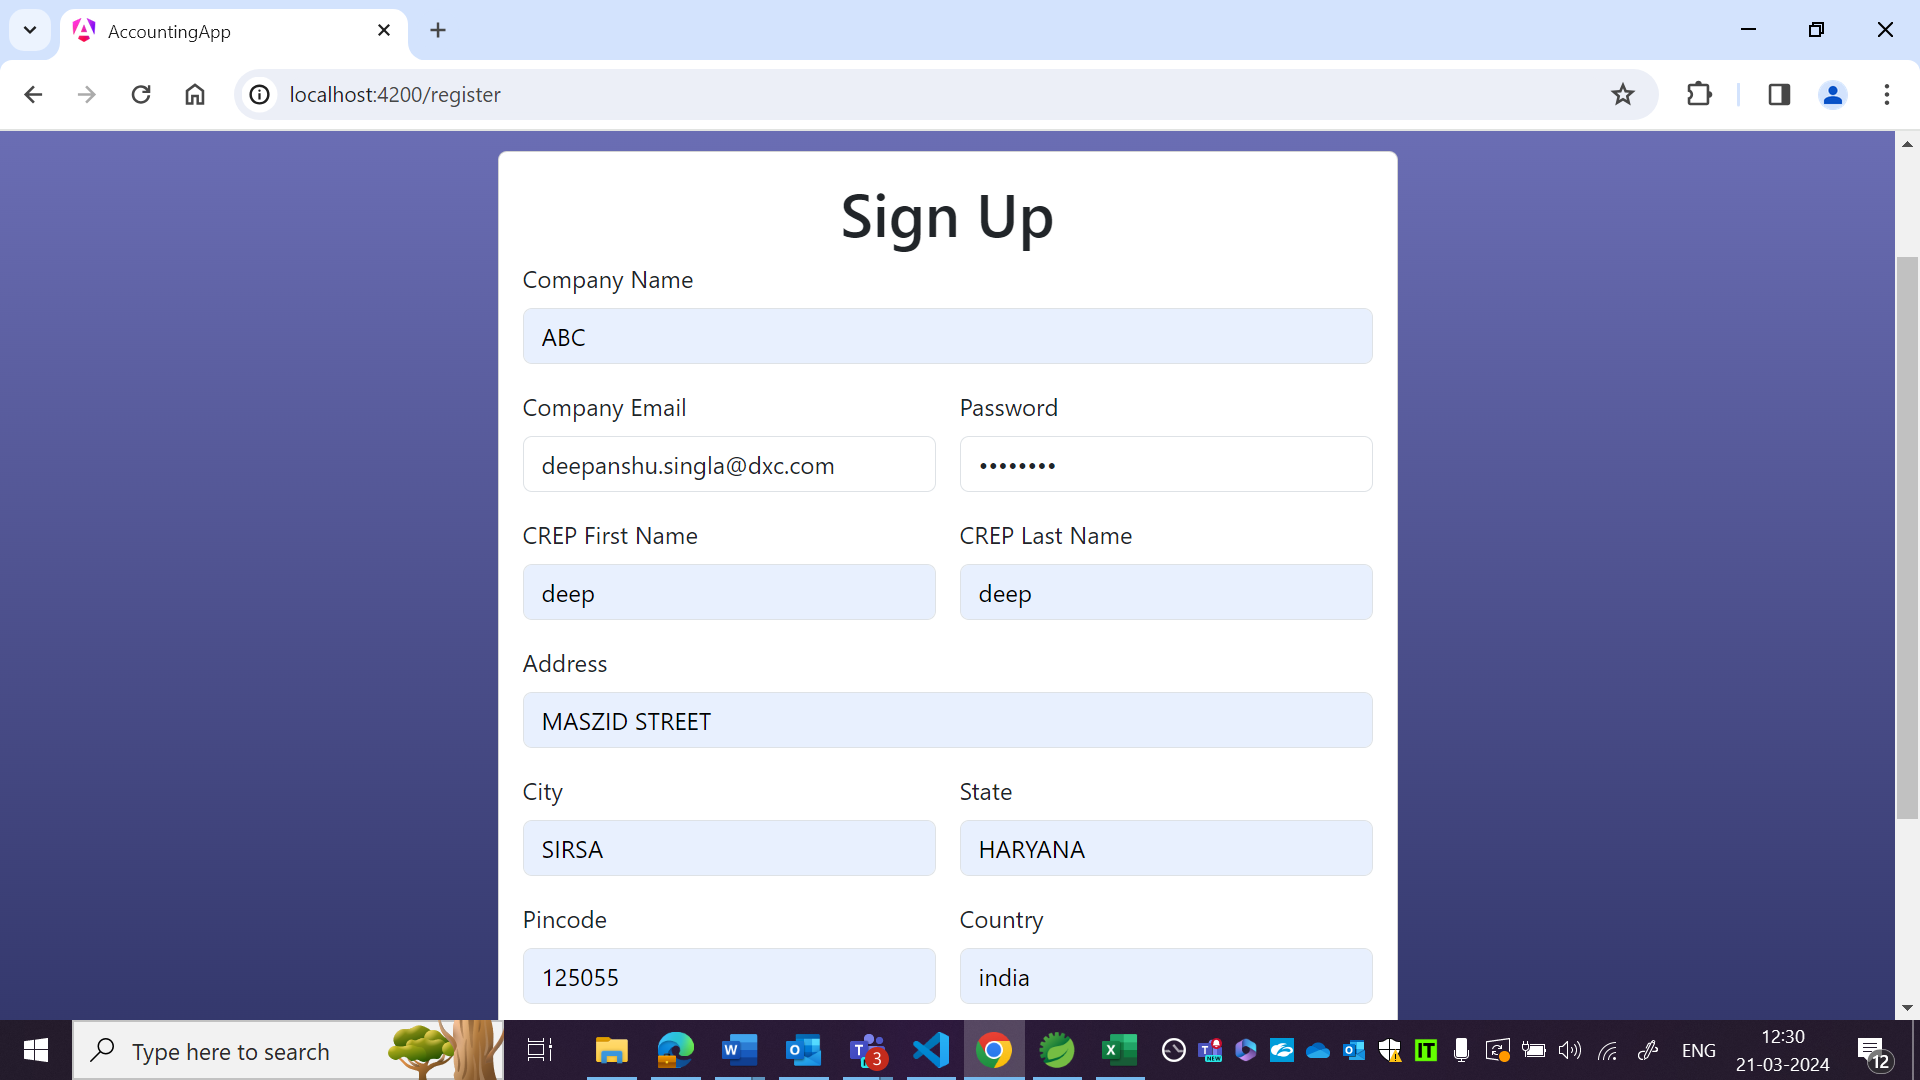 AccountingApp
localhost:4200/register
Sign Up
Company Name
ABC
Company Email Password
deepanshu.singla@dxc.com ••••••••
CREP First Name CREP Last Name
deep deep
Address
MASZID STREET
City State
SIRSA HARYANA
Pincode Country
125055 india
Type here to search
3
ENG
12:30
21-03-2024
12